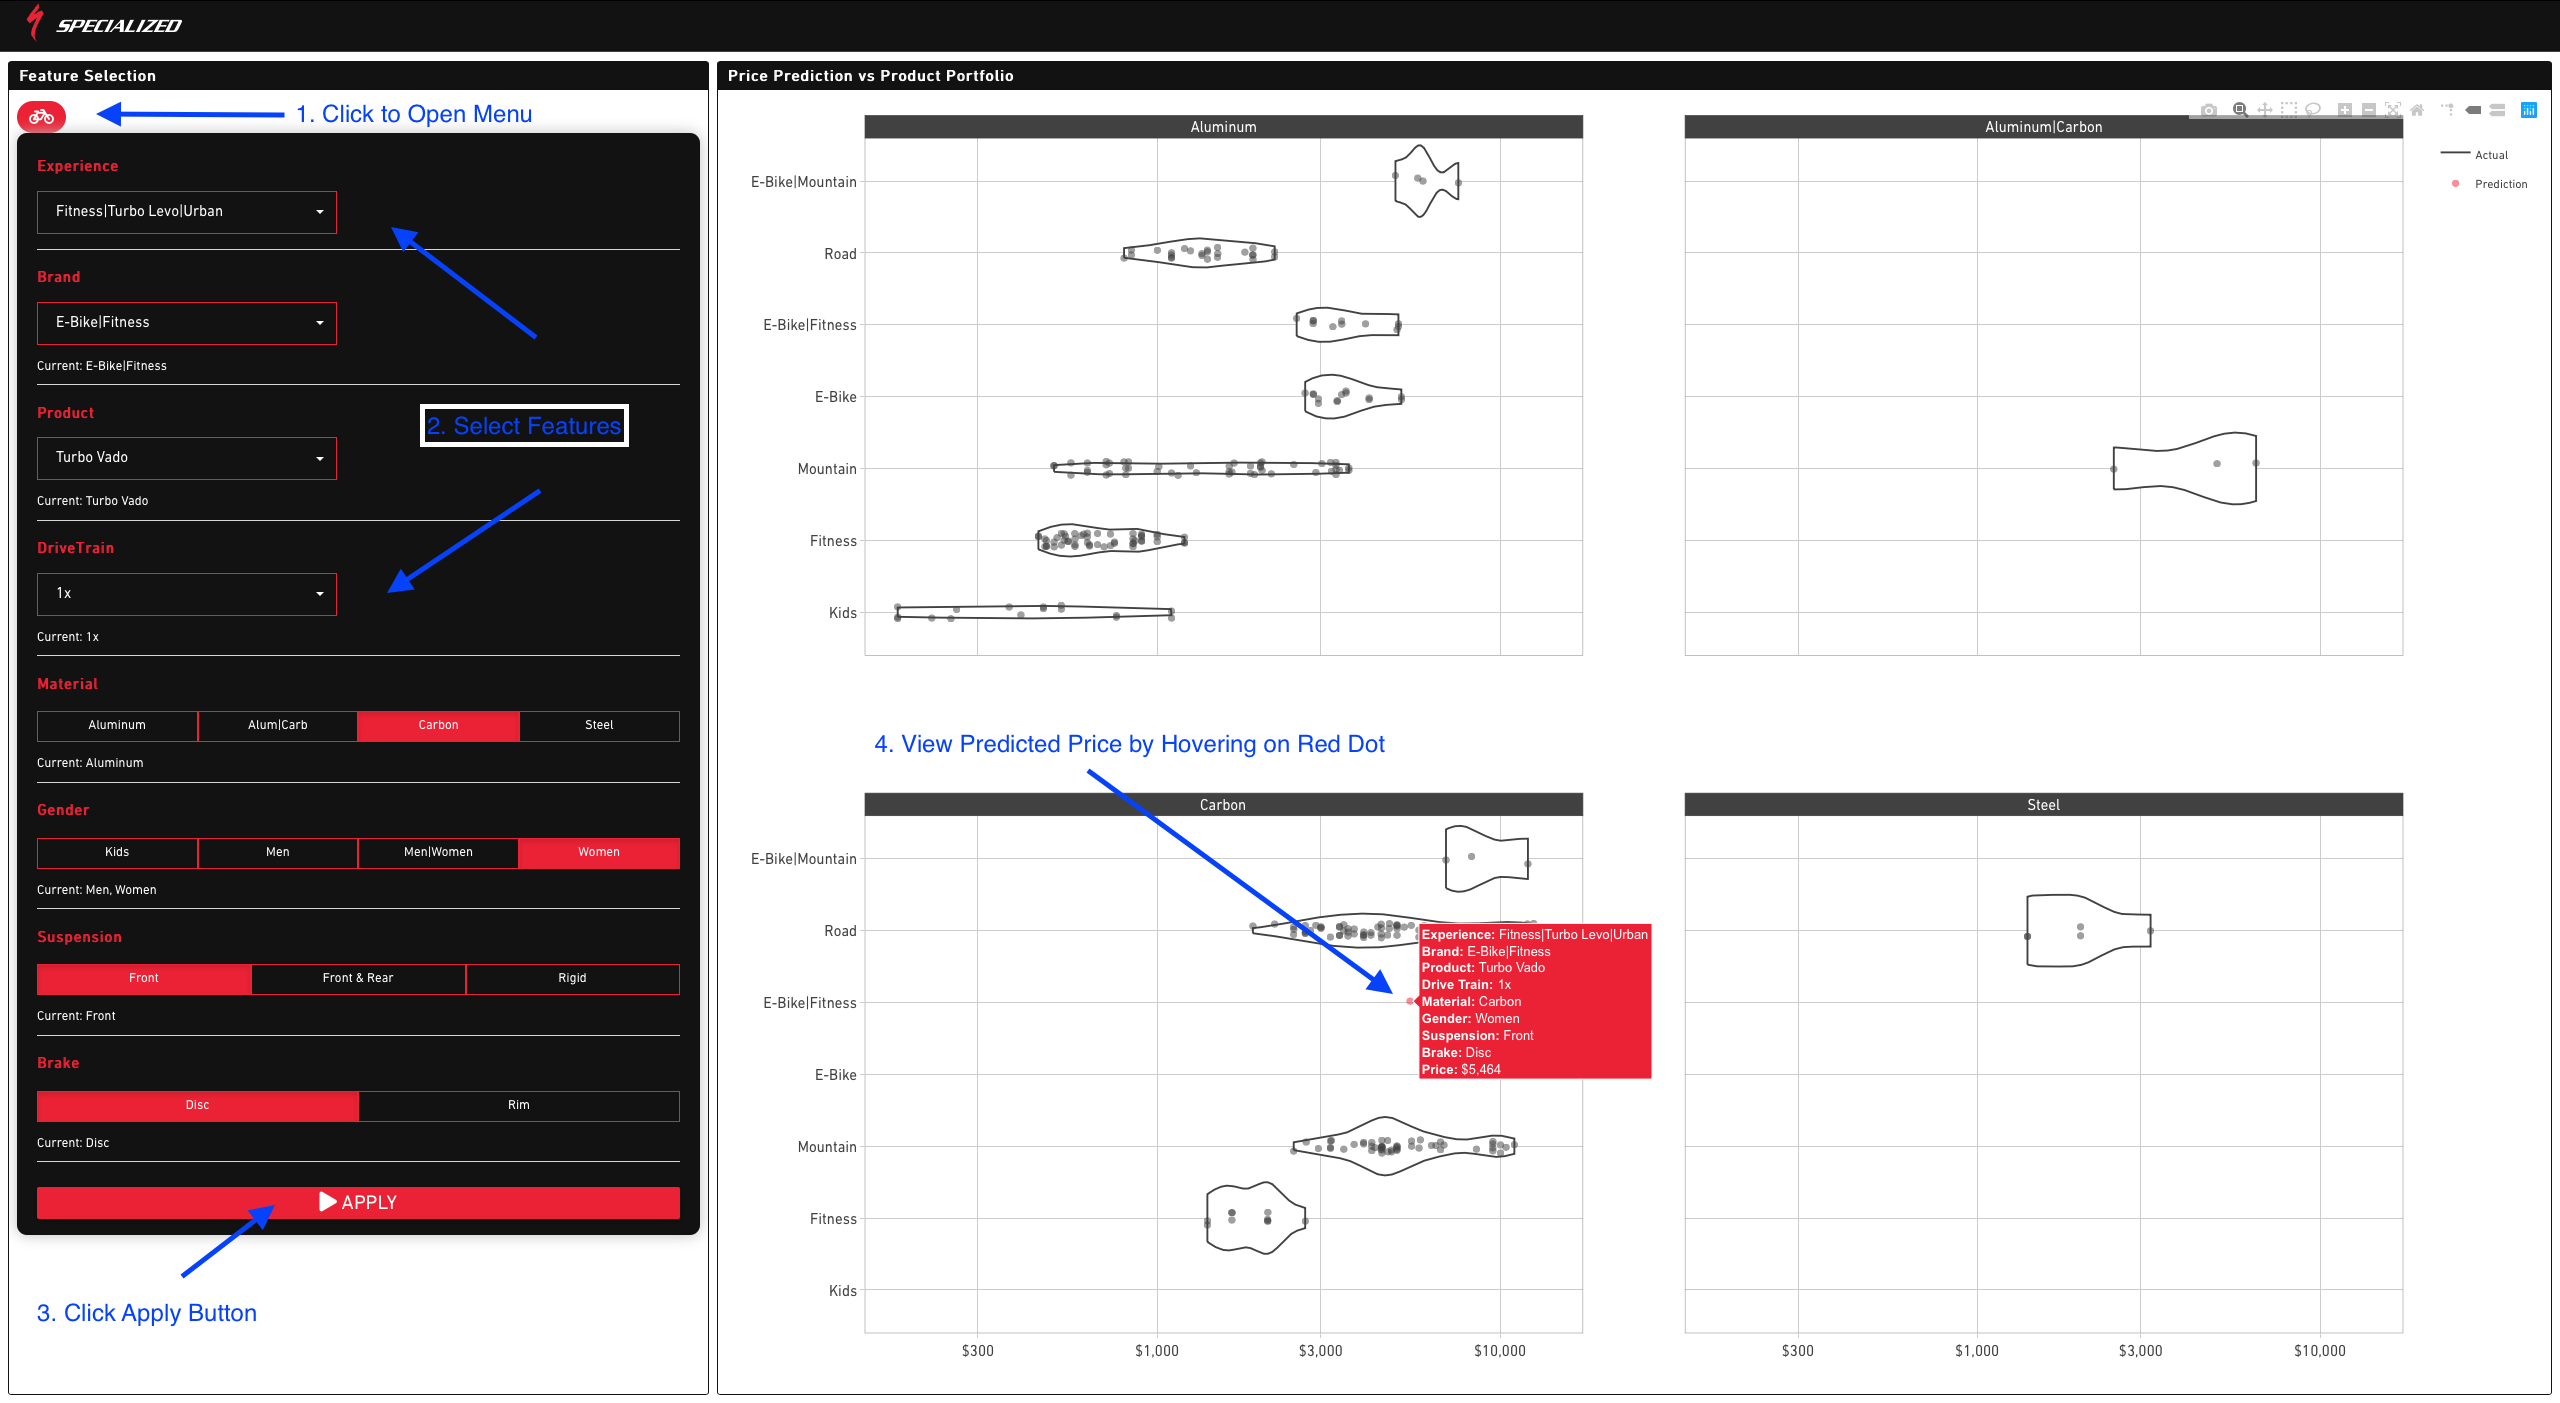 SPECIALIZED
Feature Selection
1. Click to Open Menu
Experience
Fitness|Turbo Levo|Urban
Brand
E-Bike|Fitness
Current: E-Bike|Fitness
Product
2. Select Features
Turbo Vado
Current: Turbo Vado
DriveTrain
1x
Current: 1x
Material
Aluminum Alum|Carb Carbon Steel
Current: Aluminum
Gender
Kids Men Men|Women Women
Current: Men, Women
Suspension
Front Front & Rear Rigid
Current: Front
Brake
Disc Rim
Current: Disc
APPLY
3. Click Apply Button
Price Prediction vs Product Portfolio
Aluminum
E-Bike|Mountain
Road
E-Bike|Fitness
E-Bike
Mountain
Fitness
Kids
Aluminum|Carbon
Actual
Prediction
4. View Predicted Price by Hovering on Red Dot
Carbon
E-Bike|Mountain
Road
E-Bike|Fitness
E-Bike
Mountain
Fitness
Kids
Experience: Fitness|Turbo Levo|Urban
Brand: E-Bike|Fitness
Product: Turbo Vado
Drive Train: 1x
Material: Carbon
Gender: Women
Suspension: Front
Brake: Disc
Price: $5,464
$300 $1,000 $3,000 $10,000
Steel
$300 $1,000 $3,000 $10,000